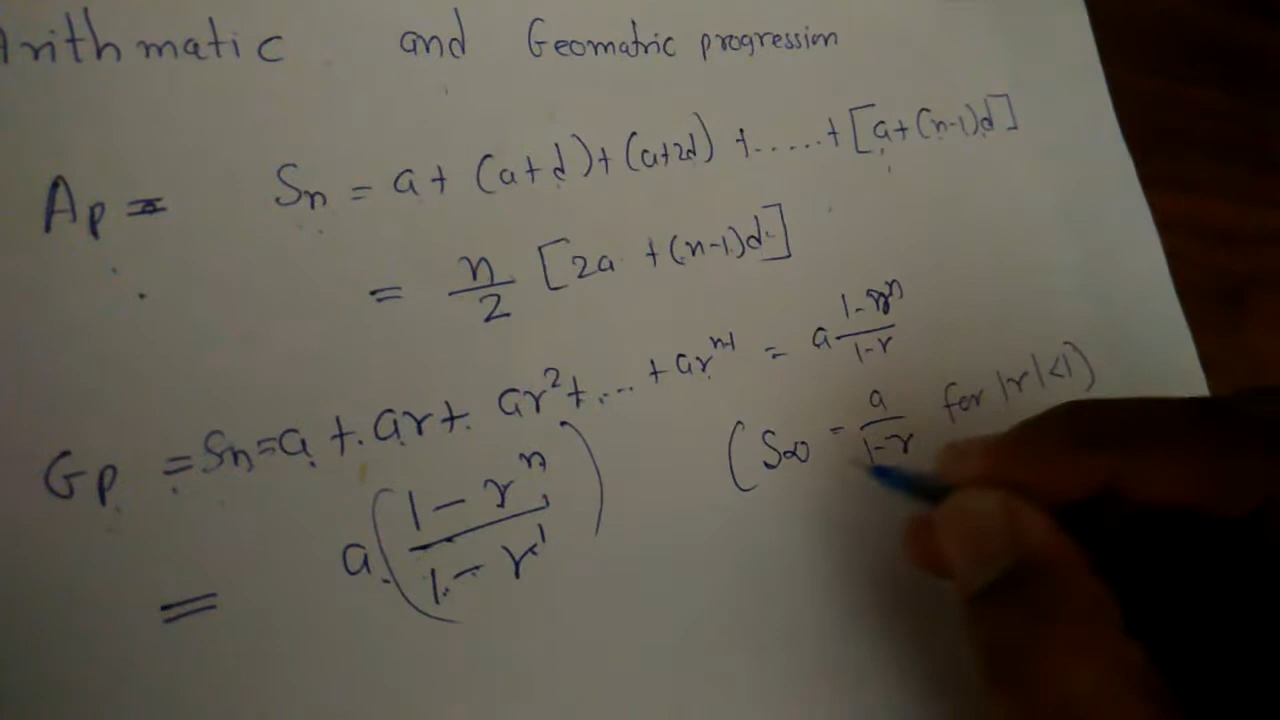 Arithmatic and Geomatric progression
Ap = Sn = a + (a+d) + (a+2d) + ...... + [a+(n-1)d]
= n/2 [2a + (n-1)d]
Gp = Sn = a + ar + ar² + .... + arⁿ⁻¹ = a 1-rⁿ/1-r
= a(1-rⁿ/1-r¹)
(S∞ = a/1-r for |r|<1)